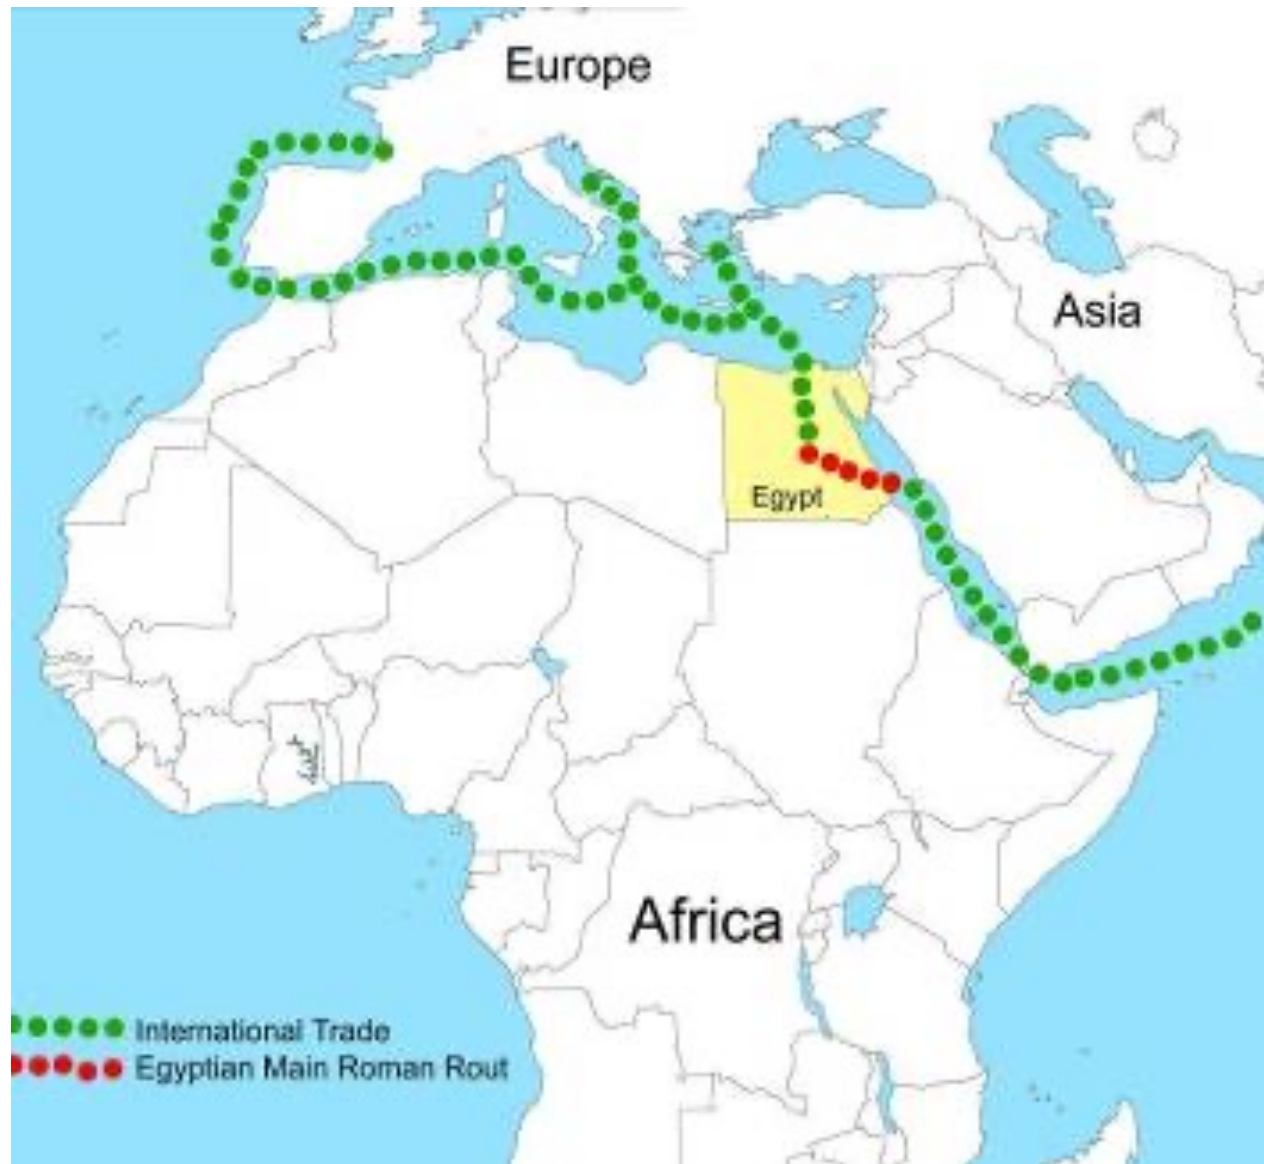 Europe
Asia
Egypt
Africa
International Trade
Egyptian Main Roman Rout